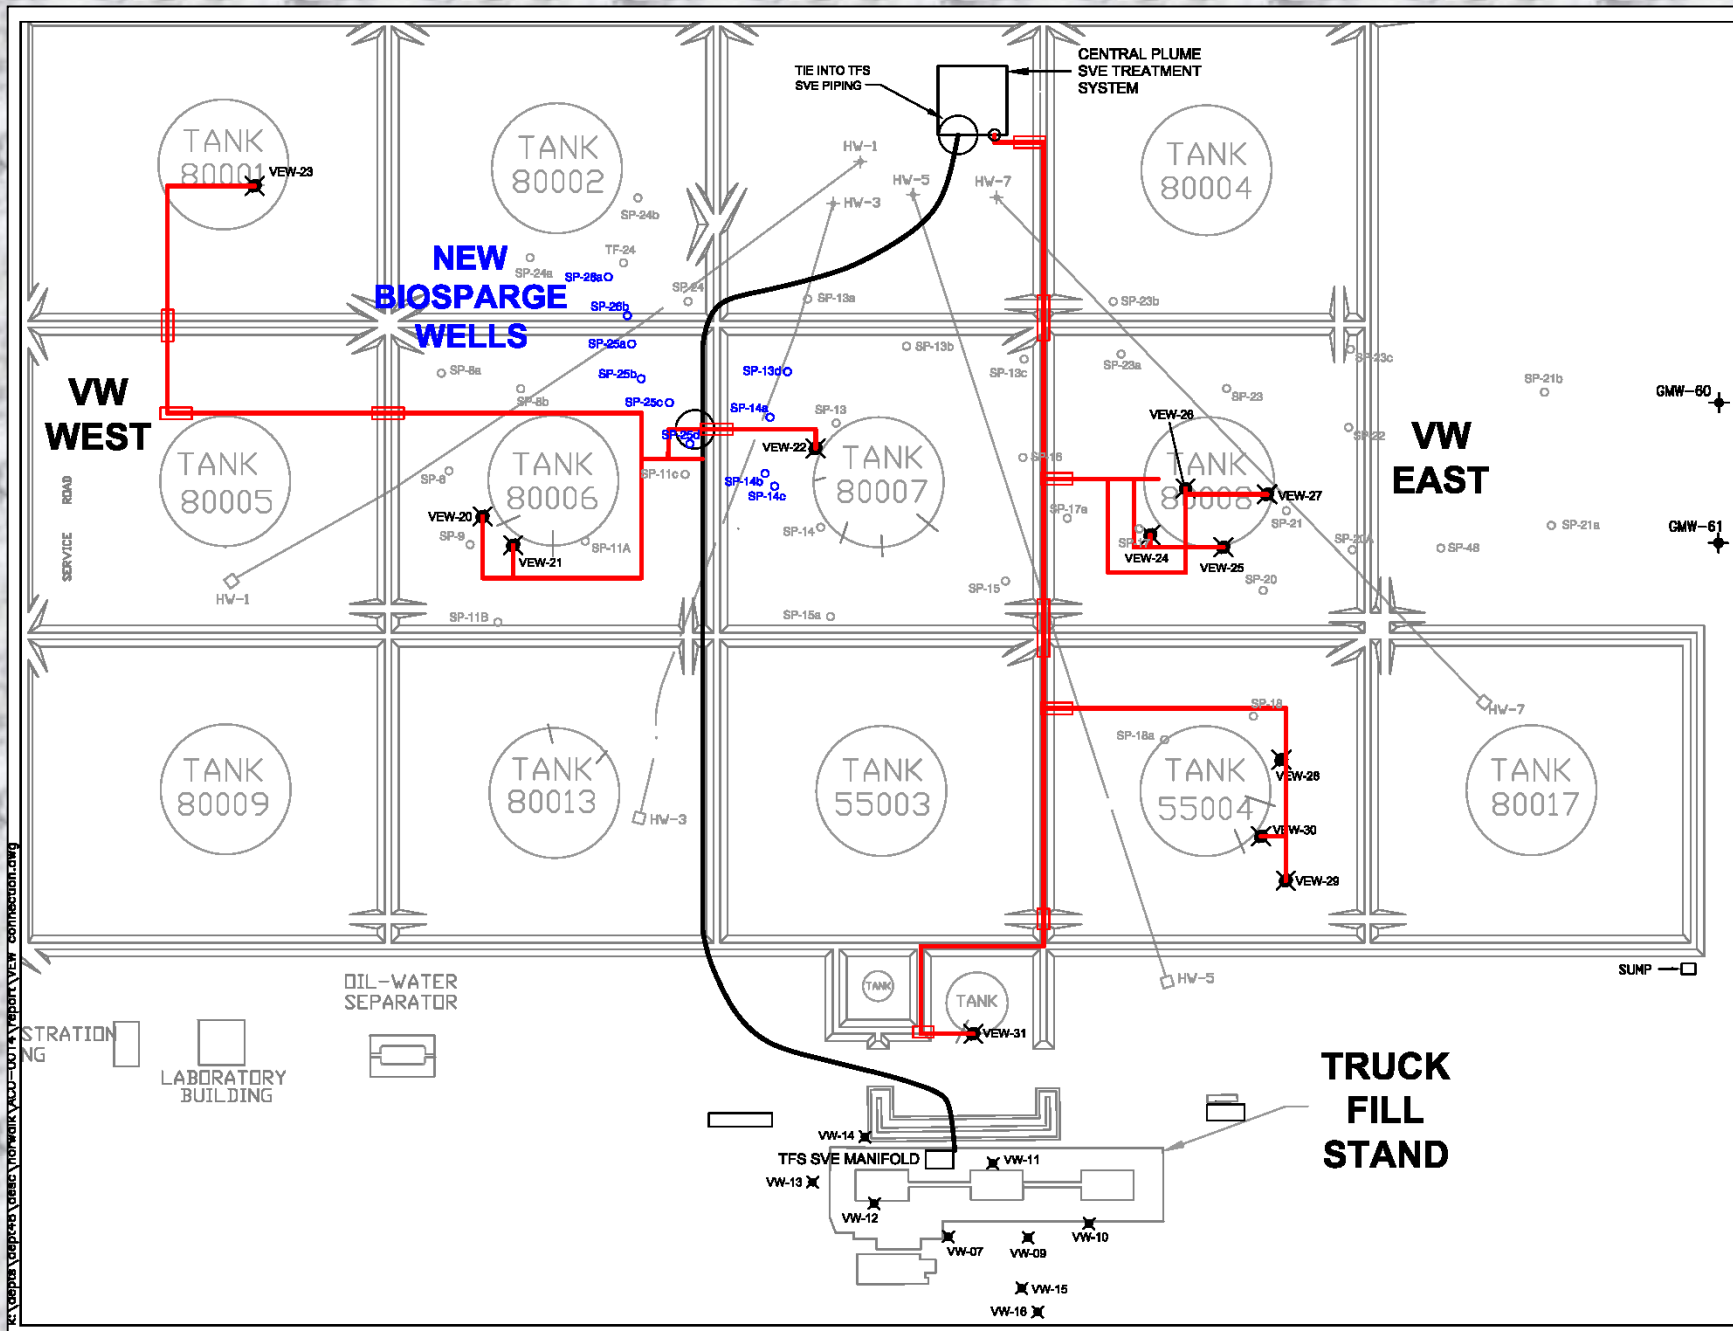 CENTRAL PLUME
SVE TREATMENT
SYSTEM
TIE INTO TFS
SVE PIPING
TANK
80001
VEW-23
TANK
80002
TANK
80004
HW-1
HW-5
HW-7
HW-3
SP-24b
TF-24
SP-24a
SP-26a
SP-24
SP-26b
NEW
BIOSPARGE
WELLS
SP-13a
SP-23b
SP-25a
SP-13b
SP-13c
SP-23a
SP-23c
SP-8a
SP-8b
SP-25b
SP-13d
SP-23
SP-21b
GMW-60
VW
WEST
SP-25c
SP-14a
SP-13
VEW-26
SP-22
VW
EAST
SP-25d
VEW-22
TANK
80005
SP-8
TANK
80006
SP-11c
SP-14b
SP-14c
TANK
80007
SP-16
TANK
80008
VEW-27
SP-21
SERVICE ROAD
VEW-20
SP-9
VEW-21
SP-11A
SP-14
SP-17a
VEW-24
VEW-25
SP-20A
SP-48
SP-21a
GMW-61
HW-1
SP-15
SP-20
SP-11B
SP-15a
HW-7
SP-18
SP-18a
TANK
80009
TANK
80013
HW-3
TANK
55003
TANK
55004
VEW-28
VEW-30
VEW-29
TANK
80017
HW-5
SUMP
OIL-WATER
SEPARATOR
TANK
TANK
VEW-31
STRATION
NG
LABORATORY
BUILDING
TRUCK
FILL
STAND
VW-14
TFS SVE MANIFOLD
VW-11
VW-13
VW-12
VW-07
VW-09
VW-10
VW-15
VW-16